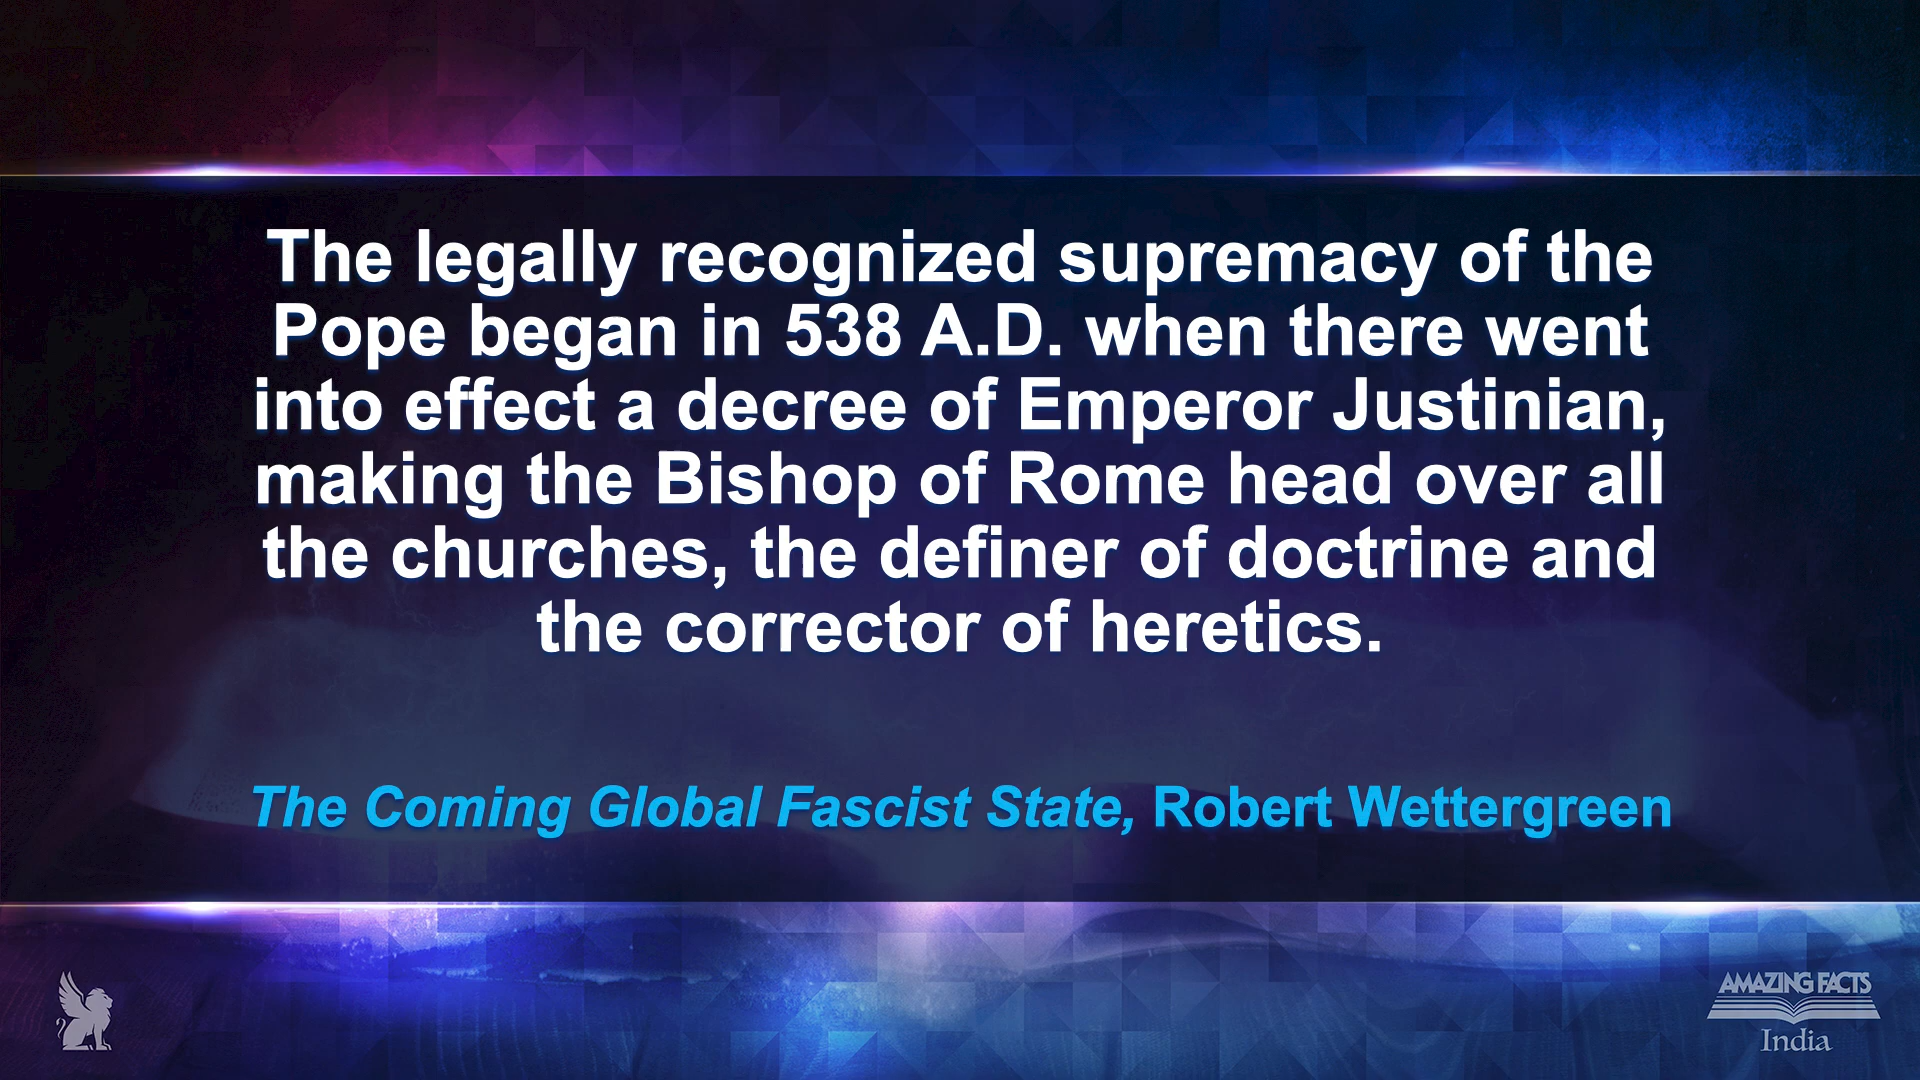 The legally recognized supremacy of the
Pope began in 538 A.D. when there went
into effect a decree of Emperor Justinian,
making the Bishop of Rome head over all
the churches, the definer of doctrine and
the corrector of heretics.
The Coming Global Fascist State, Robert Wettergreen
AMAZING FACTS
India